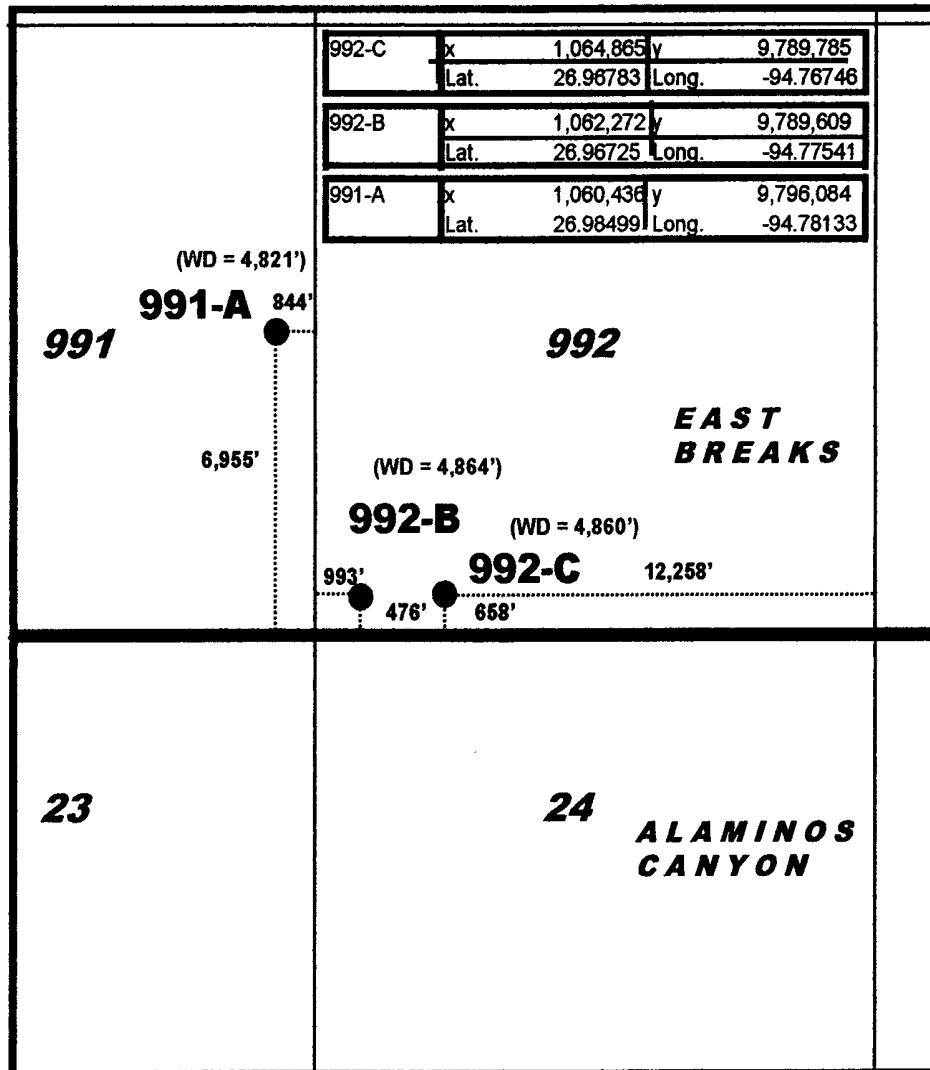 992-C x 1,064,865 y 9,789,785
Lat. 26.96783 Long. -94.76746
992-B x 1,062,272 y 9,789,609
Lat. 26.96725 Long. -94.77541
991-A x 1,060,436 y 9,796,084
Lat. 26.98499 Long. -94.78133
(WD = 4,821')
991-A 844'
991
992
EAST
BREAKS
6,955'
(WD = 4,864')
992-B
(WD = 4,860')
992-C
12,258'
993'
476'
658'
23
24
ALAMINOS
CANYON